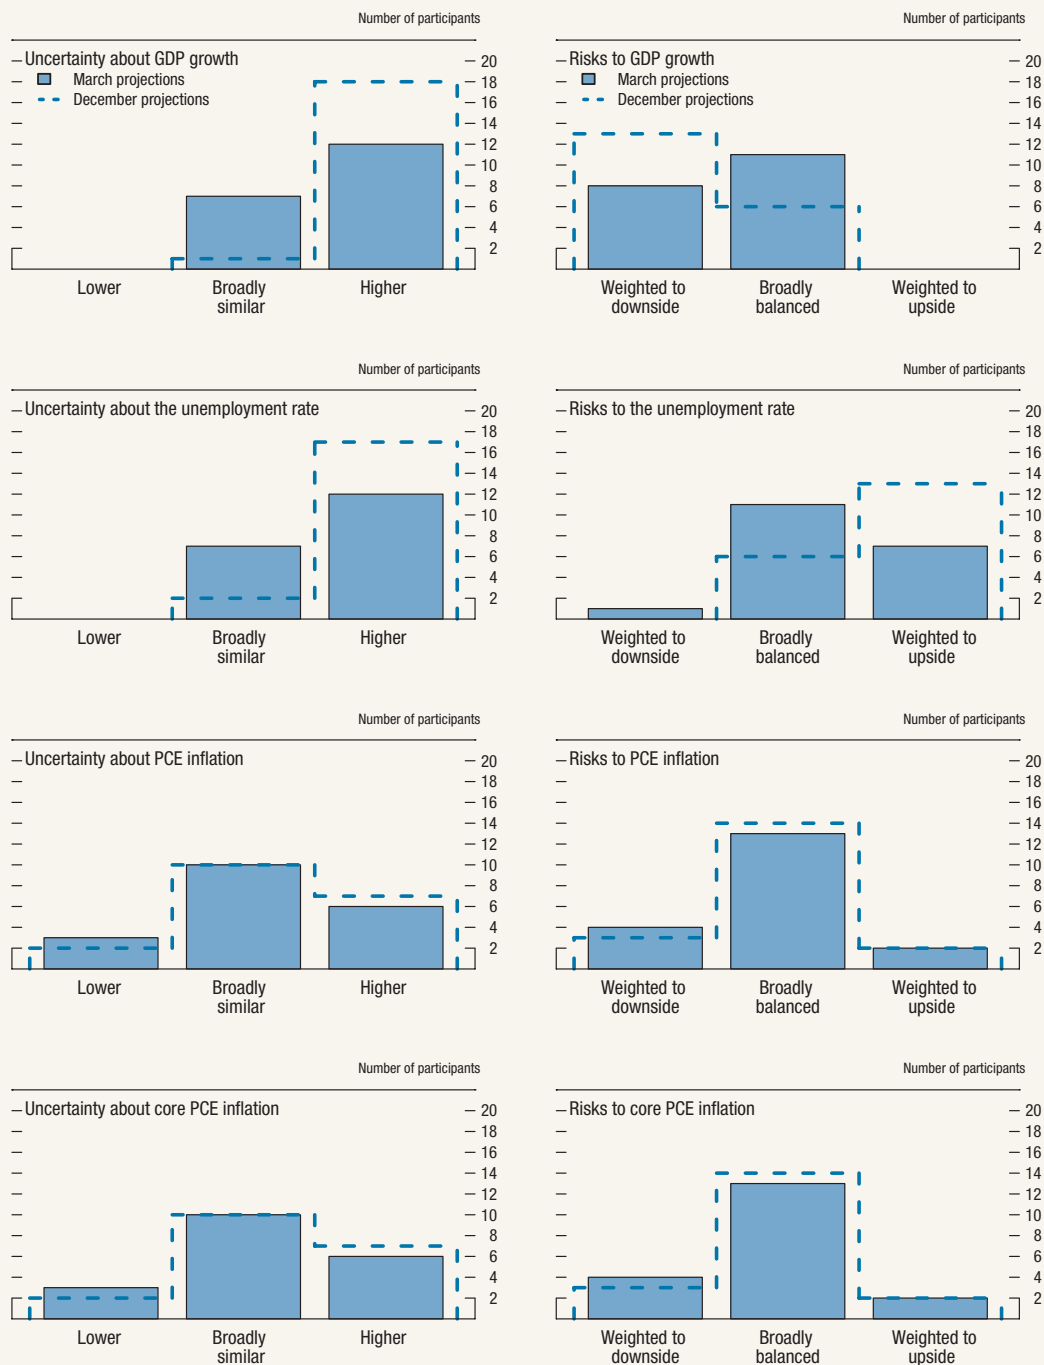 Number of participants
Uncertainty about GDP growth
March projections
December projections
20
18
16
14
12
10
8
6
4
2
Lower
Broadly
similar
Higher
Number of participants
Risks to GDP growth
March projections
December projections
20
18
16
14
12
10
8
6
4
2
Weighted to
downside
Broadly
balanced
Weighted to
upside
Number of participants
Uncertainty about the unemployment rate
20
18
16
14
12
10
8
6
4
2
Lower
Broadly
similar
Higher
Number of participants
Risks to the unemployment rate
20
18
16
14
12
10
8
6
4
2
Weighted to
downside
Broadly
balanced
Weighted to
upside
Number of participants
Uncertainty about PCE inflation
20
18
16
14
12
10
8
6
4
2
Lower
Broadly
similar
Higher
Number of participants
Risks to PCE inflation
20
18
16
14
12
10
8
6
4
2
Weighted to
downside
Broadly
balanced
Weighted to
upside
Number of participants
Uncertainty about core PCE inflation
20
18
16
14
12
10
8
6
4
2
Lower
Broadly
similar
Higher
Number of participants
Risks to core PCE inflation
20
18
16
14
12
10
8
6
4
2
Weighted to
downside
Broadly
balanced
Weighted to
upside